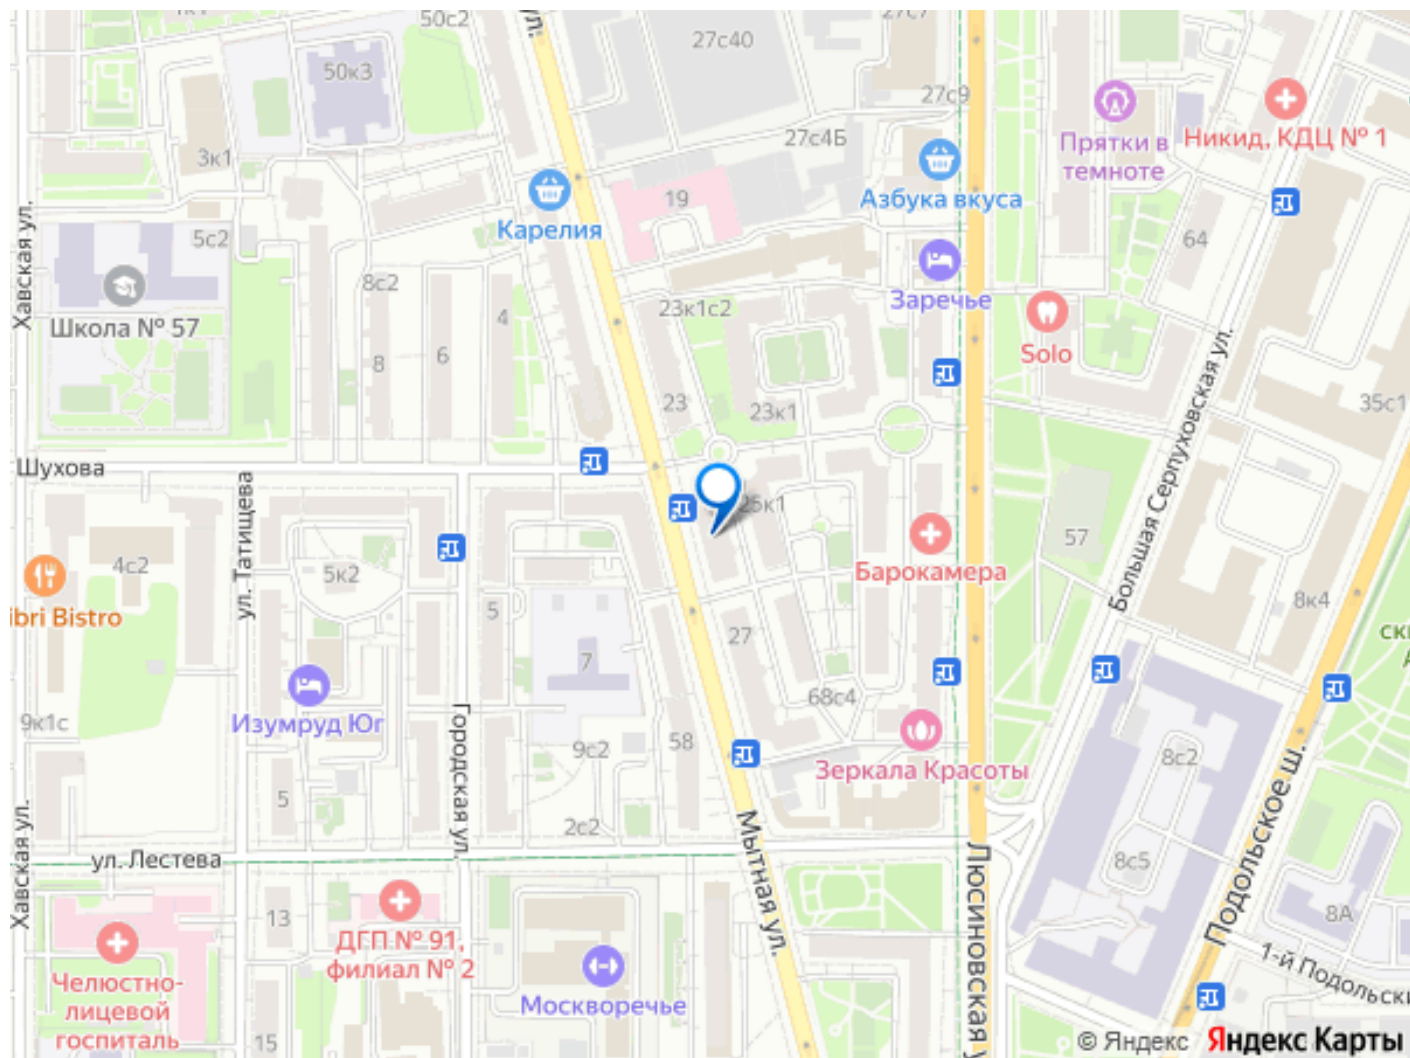 50с2
ул.
27с40
27с7
50к3
27с9
3к1
27с4Б
Прятки в
темноте
Никид, КДЦ № 1
Карелия
19
Азбука вкуса
Хавская ул.
5с2
64
8с2
Школа № 57
4
23к1с2
Заречье
Solo
6
8
23
23к1
35с1
Большая Серпуховская ул.
Шухова
ул. Татищева
25к1
57
4с2
5к2
Барокамера
ibri Bistro
5
8к4
27
7
68с4
Изумруд Юг
9к1с
Городская ул.
9с2
58
Зеркала Красоты
8с2
5
2с2
Мытная ул.
Подольское ш.
Хавская ул.
ул. Лестева
Люсиновская у
8с5
13
8А
ДГП № 91,
филиал № 2
Челюстно-
лицевой
госпиталь
Москворечье
1-й Подольски
15
© Яндекс Яндекс Карты